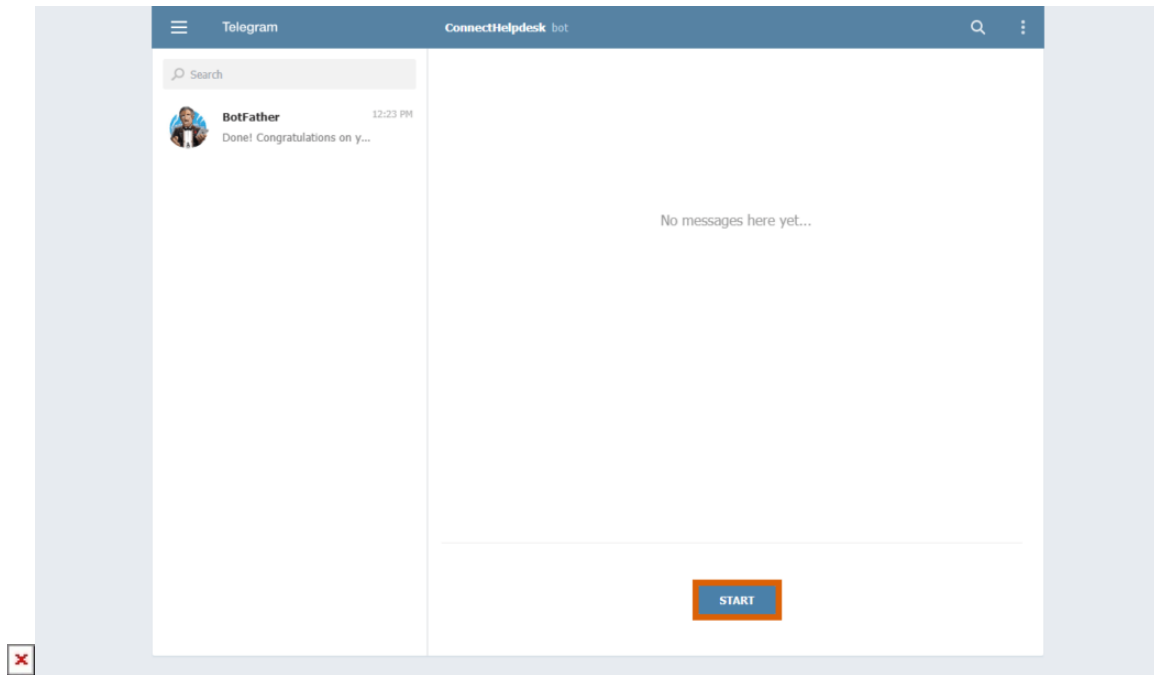 Telegram
ConnectHelpdesk bot
Search
BotFather 12:23 PM
Done! Congratulations on y...
No messages here yet...
START